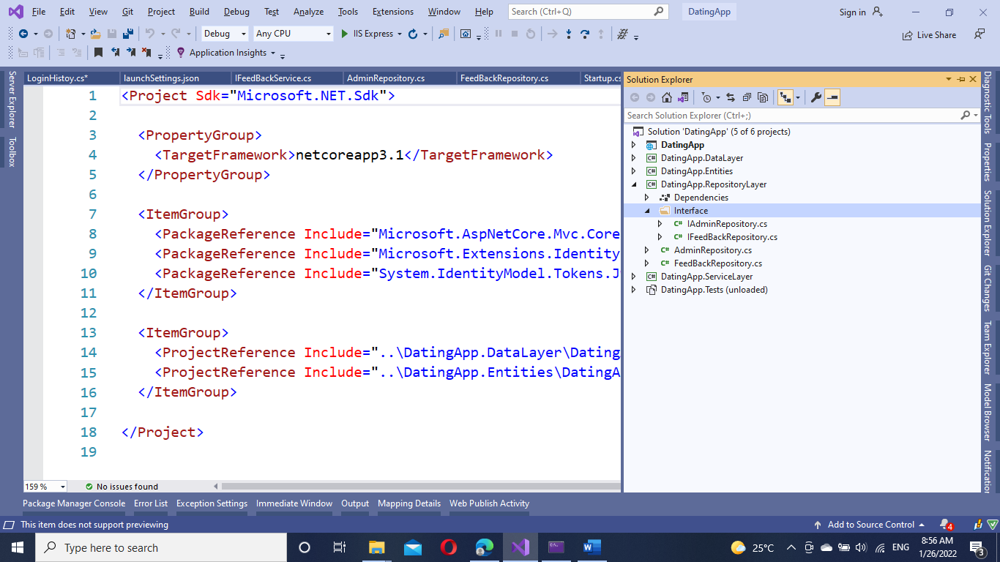 File Edit View Git Project Build Debug Test Analyze Tools Extensions Window Help Search (Ctrl+Q) DatingApp Sign in
Debug Any CPU IIS Express Live Share
Application Insights
LoginHistoy.cs* launchSettings.json IFeedBackService.cs AdminRepository.cs FeedBackRepository.cs Startup.cs
Server Explorer
Toolbox
1 <Project Sdk="Microsoft.NET.Sdk">
2
3 <PropertyGroup>
4 <TargetFramework>netcoreapp3.1</TargetFramework>
5 </PropertyGroup>
6
7 <ItemGroup>
8 <PackageReference Include="Microsoft.AspNetCore.Mvc.Core
9 <PackageReference Include="Microsoft.Extensions.Identity
10 <PackageReference Include="System.IdentityModel.Tokens.J
11 </ItemGroup>
12
13 <ItemGroup>
14 <ProjectReference Include="..\DatingApp.DataLayer\Dating
15 <ProjectReference Include="..\DatingApp.Entities\DatingA
16 </ItemGroup>
17
18 </Project>
19
159 % No issues found
Solution Explorer
Search Solution Explorer (Ctrl+;)
Solution 'DatingApp' (5 of 6 projects)
DatingApp
C# DatingApp.DataLayer
C# DatingApp.Entities
C# DatingApp.RepositoryLayer
Dependencies
Interface
C# IAdminRepository.cs
C# IFeedBackRepository.cs
C# AdminRepository.cs
C# FeedBackRepository.cs
C# DatingApp.ServiceLayer
DatingApp.Tests (unloaded)
Diagnostic Tools
Properties
Solution Explorer
Git Changes
Team Explorer
Model Browser
Notification
Package Manager Console Error List Exception Settings Immediate Window Output Mapping Details Web Publish Activity
This item does not support previewing Add to Source Control 4
Type here to search 25°C ENG 8:56 AM
1/26/2022 3